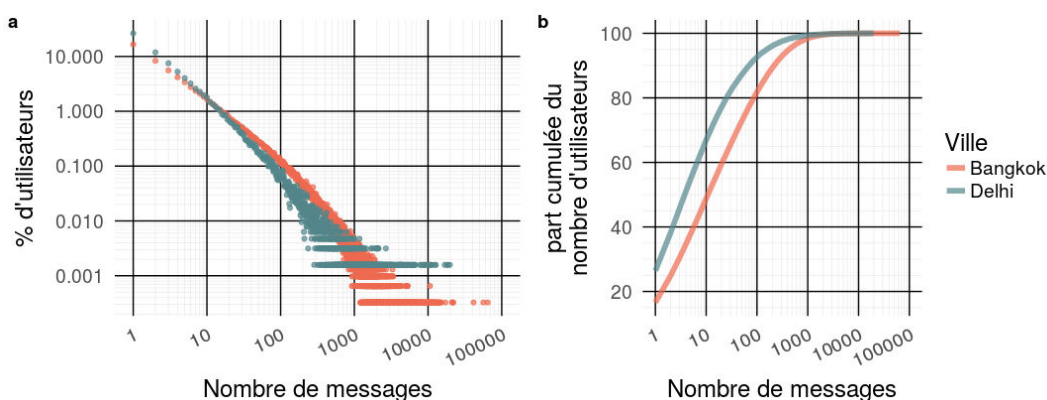 a
% d'utilisateurs
10.000
1.000
0.100
0.010
0.001
1
10
100
1000
10000
100000
Nombre de messages
b
part cumulée du
nombre d'utilisateurs
100
80
60
40
20
1
10
100
1000
10000
100000
Nombre de messages
Ville
Bangkok
Delhi